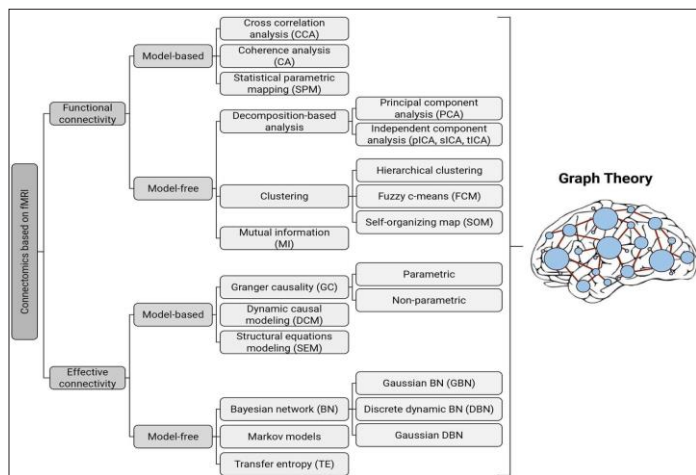 Connectomics based on fMRI
Functional connectivity
Model-based
Cross correlation
analysis (CCA)
Coherence analysis
(CA)
Statistical parametric
mapping (SPM)
Model-free
Decomposition-based
analysis
Principal component
analysis (PCA)
Independent component
analysis (pICA, sICA, tICA)
Clustering
Hierarchical clustering
Fuzzy c-means (FCM)
Self-organizing map (SOM)
Mutual information
(MI)
Effective
connectivity
Model-based
Granger causality (GC)
Parametric
Non-parametric
Dynamic causal
modeling (DCM)
Structural equations
modeling (SEM)
Model-free
Bayesian network (BN)
Gaussian BN (GBN)
Discrete dynamic BN (DBN)
Gaussian DBN
Markov models
Transfer entropy (TE)
Graph Theory